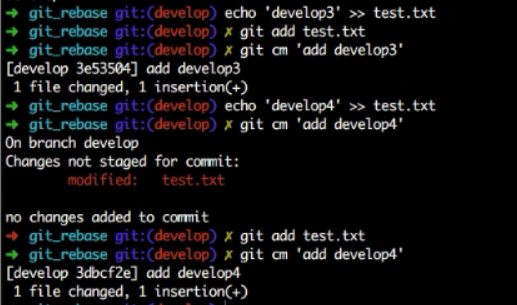 ➜ git_rebase git:(develop) echo 'develop3' >> test.txt
➜ git_rebase git:(develop) ✗ git add test.txt
➜ git_rebase git:(develop) ✗ git cm 'add develop3'
[develop 3e53504] add develop3
 1 file changed, 1 insertion(+)
➜ git_rebase git:(develop) echo 'develop4' >> test.txt
➜ git_rebase git:(develop) ✗ git cm 'add develop4'
On branch develop
Changes not staged for commit:
        modified:   test.txt

no changes added to commit
➜ git_rebase git:(develop) ✗ git add test.txt
➜ git_rebase git:(develop) ✗ git cm 'add develop4'
[develop 3dbcf2e] add develop4
 1 file changed, 1 insertion(+)